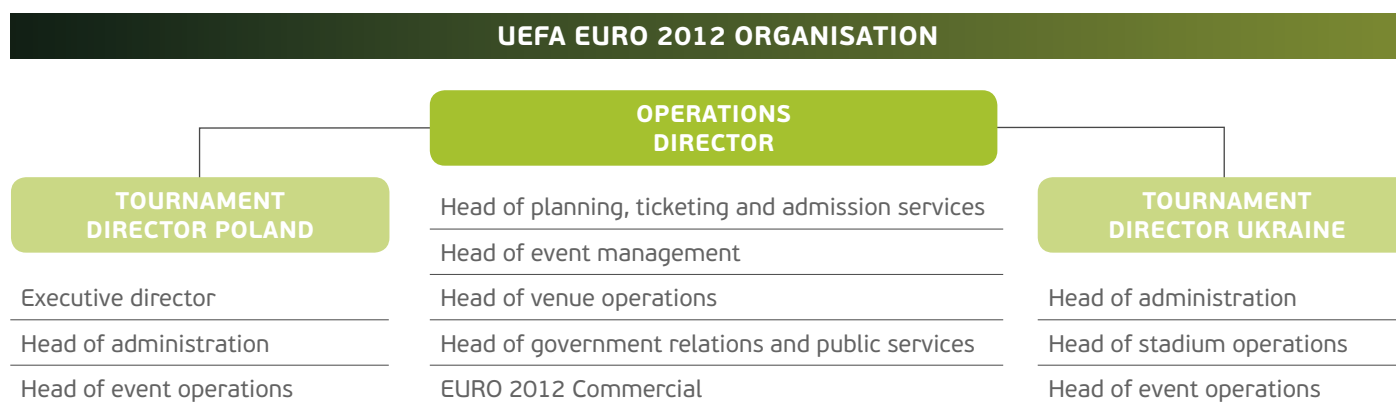 UEFA EURO 2012 ORGANISATION
OPERATIONS
DIRECTOR
TOURNAMENT
DIRECTOR POLAND
Executive director
Head of administration
Head of event operations
Head of planning, ticketing and admission services
Head of event management
Head of venue operations
Head of government relations and public services
EURO 2012 Commercial
TOURNAMENT
DIRECTOR UKRAINE
Head of administration
Head of stadium operations
Head of event operations